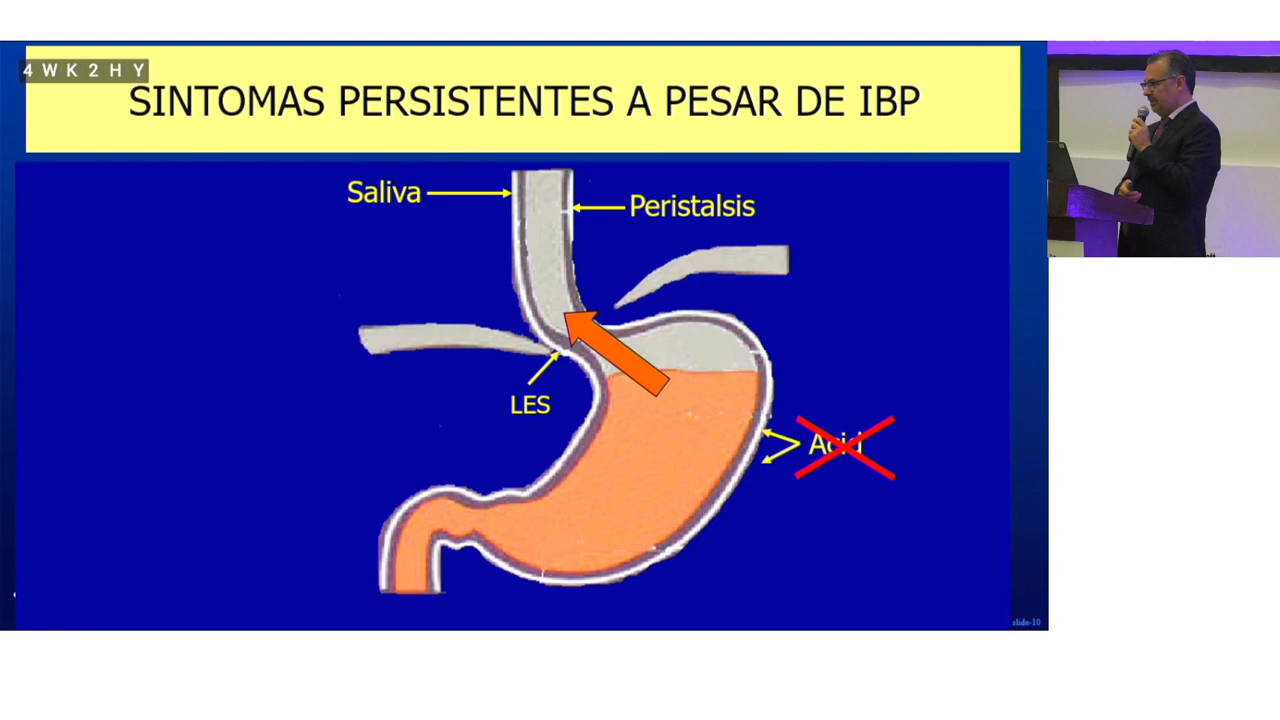 4WK2HY
SINTOMAS PERSISTENTES A PESAR DE IBP
Saliva
Peristalsis
LES
Acid
slide-10